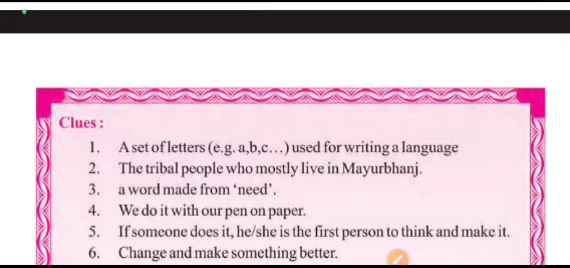 Clues :
1. A set of letters (e.g. a,b,c...) used for writing a language
2. The tribal people who mostly live in Mayurbhanj.
3. a word made from 'need'.
4. We do it with our pen on paper.
5. If someone does it, he/she is the first person to think and make it.
6. Change and make something better.